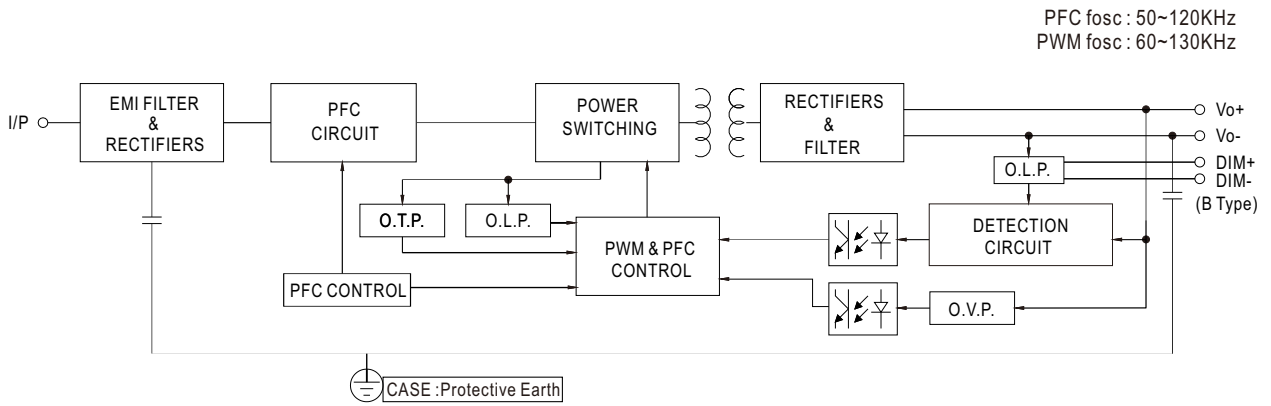 PFC fosc : 50~120KHz
PWM fosc : 60~130KHz
I/P
EMI FILTER
&
RECTIFIERS
PFC
CIRCUIT
POWER
SWITCHING
RECTIFIERS
&
FILTER
Vo+
Vo-
DIM+
DIM-
(B Type)
O.L.P.
O.T.P.
O.L.P.
PWM & PFC
CONTROL
DETECTION
CIRCUIT
PFC CONTROL
O.V.P.
CASE :Protective Earth